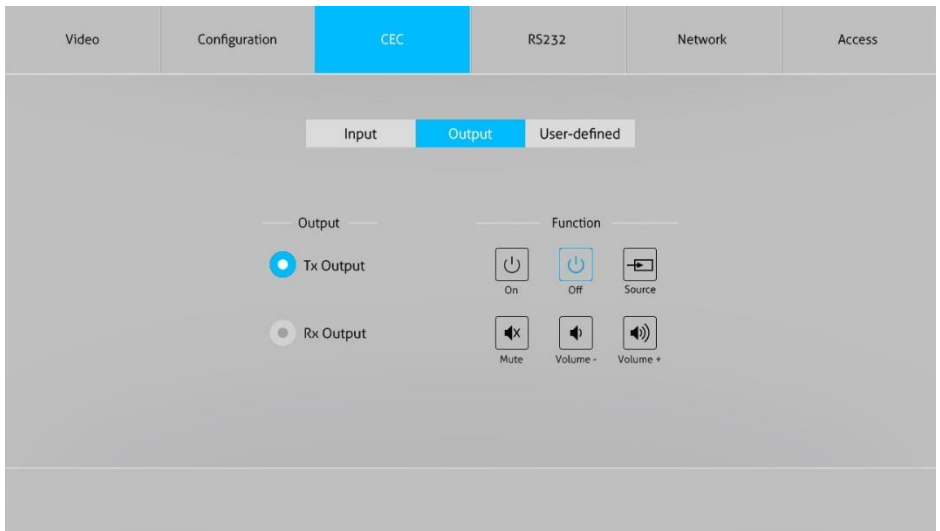 Video Configuration CEC RS232 Network Access
Input Output User-defined
Output Function
Tx Output
On Off Source
Rx Output
Mute Volume - Volume +